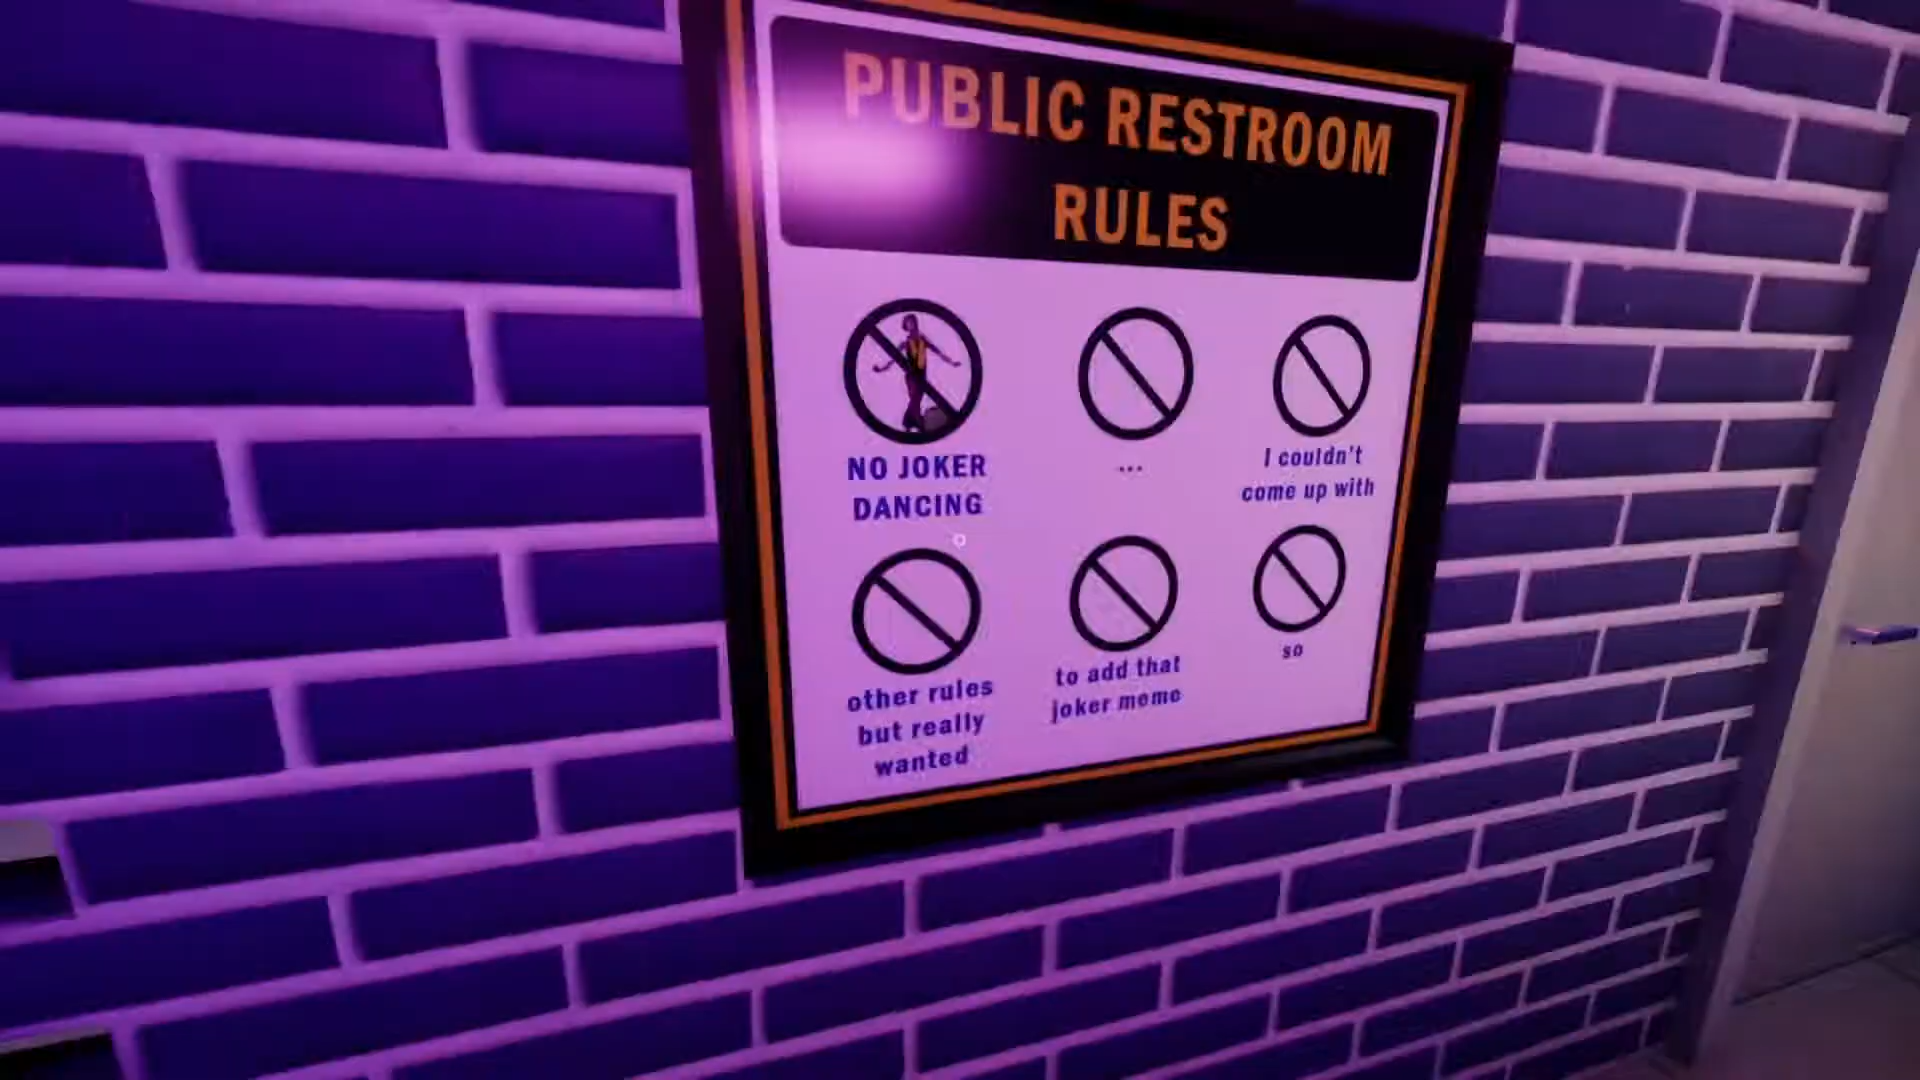 PUBLIC RESTROOM
RULES
NO JOKER
DANCING
...
I couldn't
come up with
other rules
but really
wanted
to add that
joker meme
so